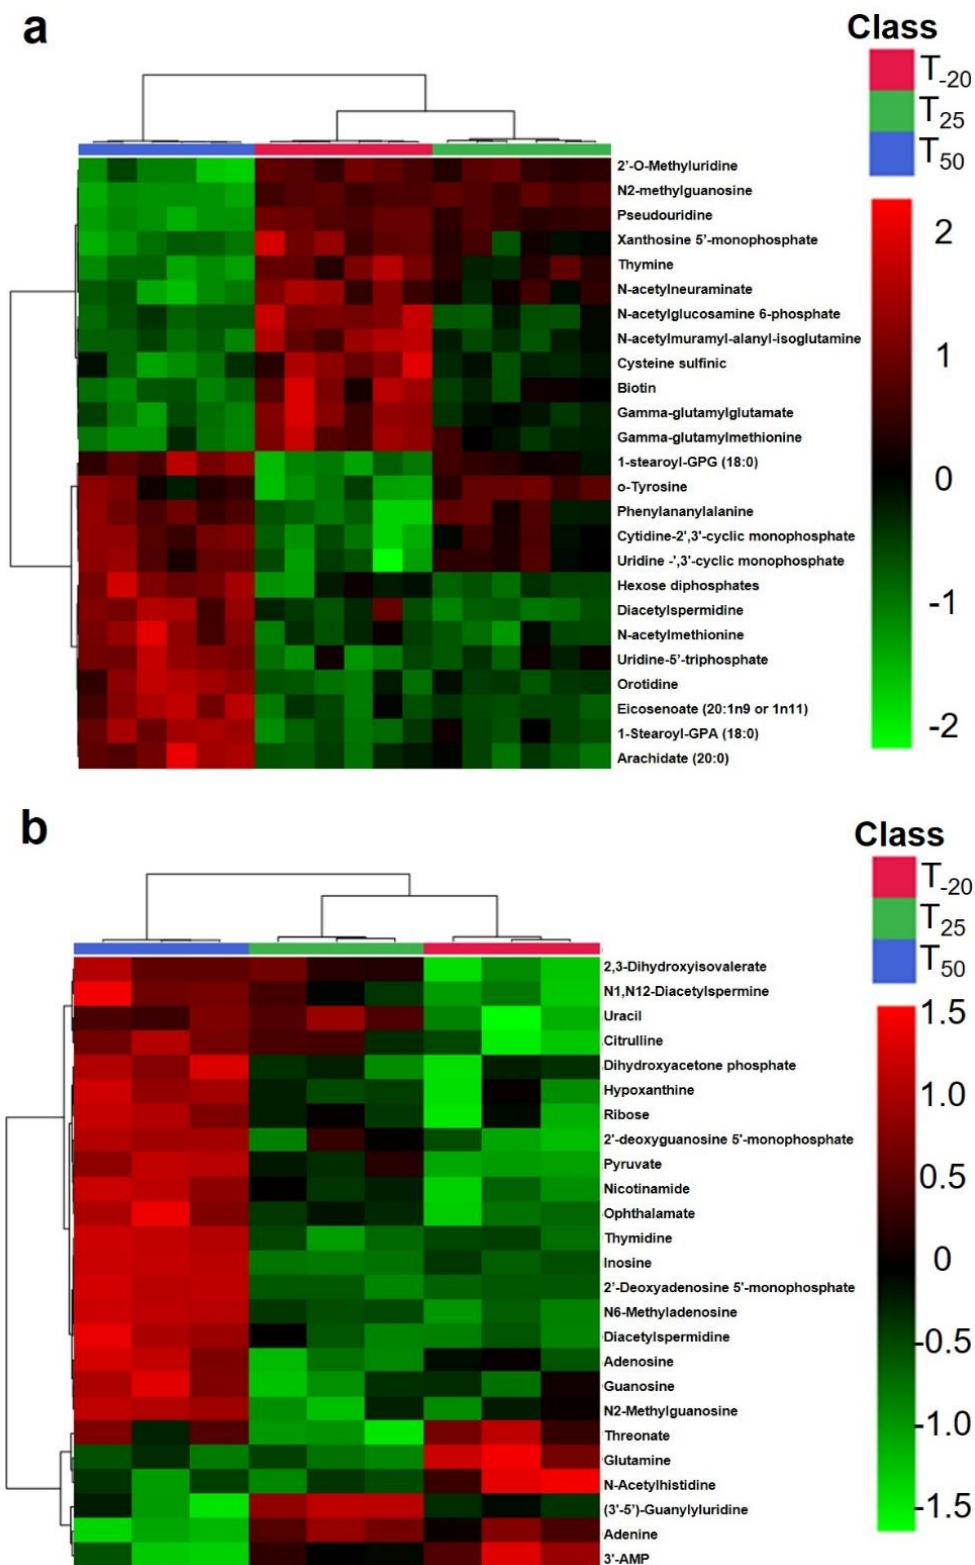 a
Class
T-20
T25
T50
2'-O-Methyluridine
N2-methylguanosine
Pseudouridine
Xanthosine 5'-monophosphate
Thymine
N-acetylneuraminate
N-acetylglucosamine 6-phosphate
N-acetylmuramyl-alanyl-isoglutamine
Cysteine sulfinic
Biotin
Gamma-glutamylglutamate
Gamma-glutamylmethionine
1-stearoyl-GPG (18:0)
o-Tyrosine
Phenylananylalanine
Cytidine-2',3'-cyclic monophosphate
Uridine -',3'-cyclic monophosphate
Hexose diphosphates
Diacetylspermidine
N-acetylmethionine
Uridine-5'-triphosphate
Orotidine
Eicosenoate (20:1n9 or 1n11)
1-Stearoyl-GPA (18:0)
Arachidate (20:0)
2
1
0
-1
-2
b
Class
T-20
T25
T50
2,3-Dihydroxyisovalerate
N1,N12-Diacetylspermine
Uracil
Citrulline
Dihydroxyacetone phosphate
Hypoxanthine
Ribose
2'-deoxyguanosine 5'-monophosphate
Pyruvate
Nicotinamide
Ophthalamate
Thymidine
Inosine
2'-Deoxyadenosine 5'-monophosphate
N6-Methyladenosine
Diacetylspermidine
Adenosine
Guanosine
N2-Methylguanosine
Threonate
Glutamine
N-Acetylhistidine
(3'-5')-Guanylyluridine
Adenine
3'-AMP
1.5
1.0
0.5
0
-0.5
-1.0
-1.5